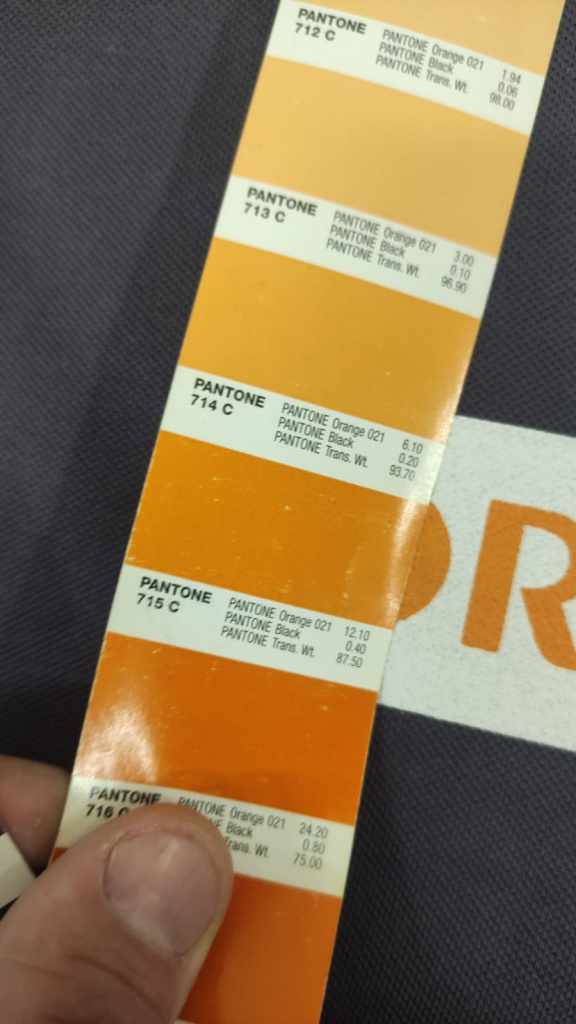 PANTONE
712 C
PANTONE Orange 021 1.94
PANTONE Black 0.06
PANTONE Trans. Wt. 98.00
PANTONE
713 C
PANTONE Orange 021 3.00
PANTONE Black 0.10
PANTONE Trans. Wt. 96.90
PANTONE
714 C
PANTONE Orange 021 6.10
PANTONE Black 0.20
PANTONE Trans. Wt. 93.70
PANTONE
715 C
PANTONE Orange 021 12.10
PANTONE Black 0.40
PANTONE Trans. Wt. 87.50
PANTONE
716 C
PANTONE Orange 021 24.20
Black 0.80
Trans. Wt. 75.00
OR